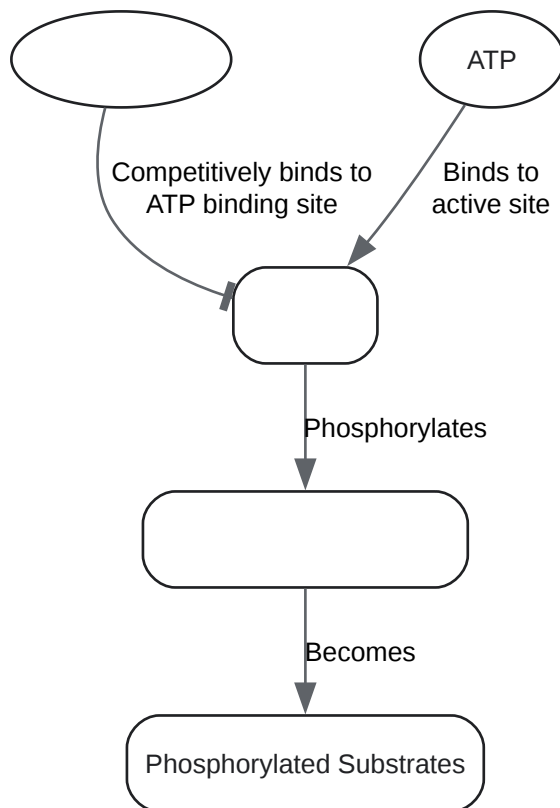 ATP
Competitively binds to
ATP binding site
Binds to
active site
Phosphorylates
Becomes
Phosphorylated Substrates